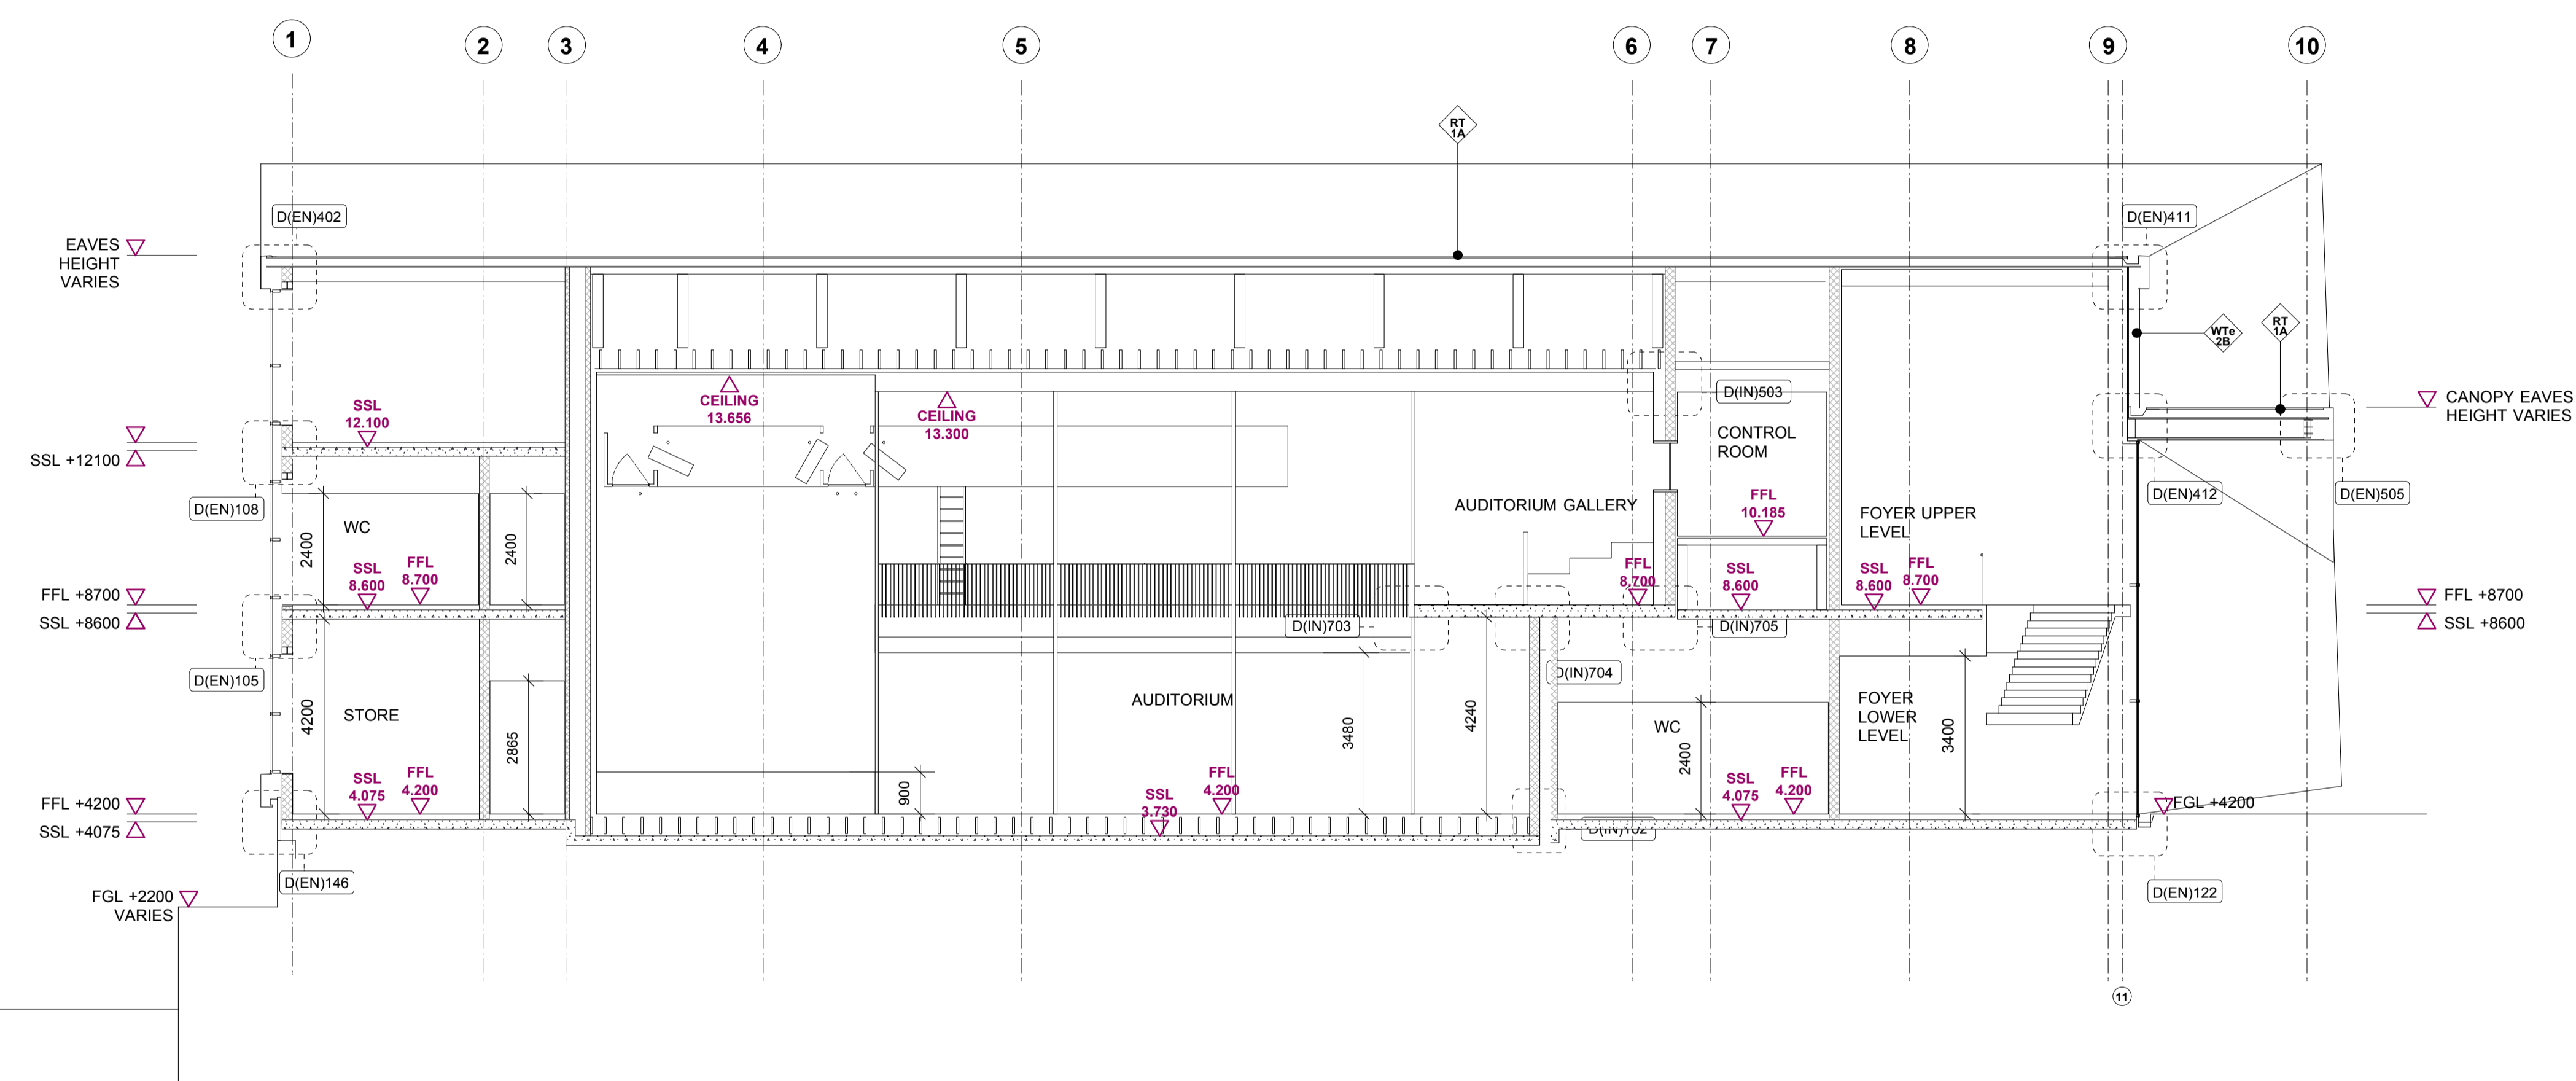 1
2
3
4
5
6
7
8
9
10
RT
1A
D(EN)402
D(EN)411
EAVES
HEIGHT
VARIES
RT
1A
WTe
2B
CEILING
13.656
CEILING
13.300
D(IN)503
CANOPY EAVES
HEIGHT VARIES
SSL
12.100
CONTROL
ROOM
SSL +12100
D(EN)108
WC
2400
2400
AUDITORIUM GALLERY
FFL
10.185
FOYER UPPER
LEVEL
D(EN)412
D(EN)505
SSL
8.600
FFL
8.700
FFL
8.700
SSL
8.600
SSL
8.600
FFL
8.700
FFL +8700
SSL +8600
FFL +8700
SSL +8600
D(IN)703
D(IN)705
D(EN)105
D(IN)704
STORE
4200
2865
AUDITORIUM
3480
4240
WC
2400
FOYER
LOWER
LEVEL
3400
SSL
4.075
FFL
4.200
900
SSL
3.730
FFL
4.200
SSL
4.075
FFL
4.200
FFL +4200
SSL +4075
FGL +4200
D(IN)102
D(EN)146
D(EN)122
FGL +2200
VARIES
11